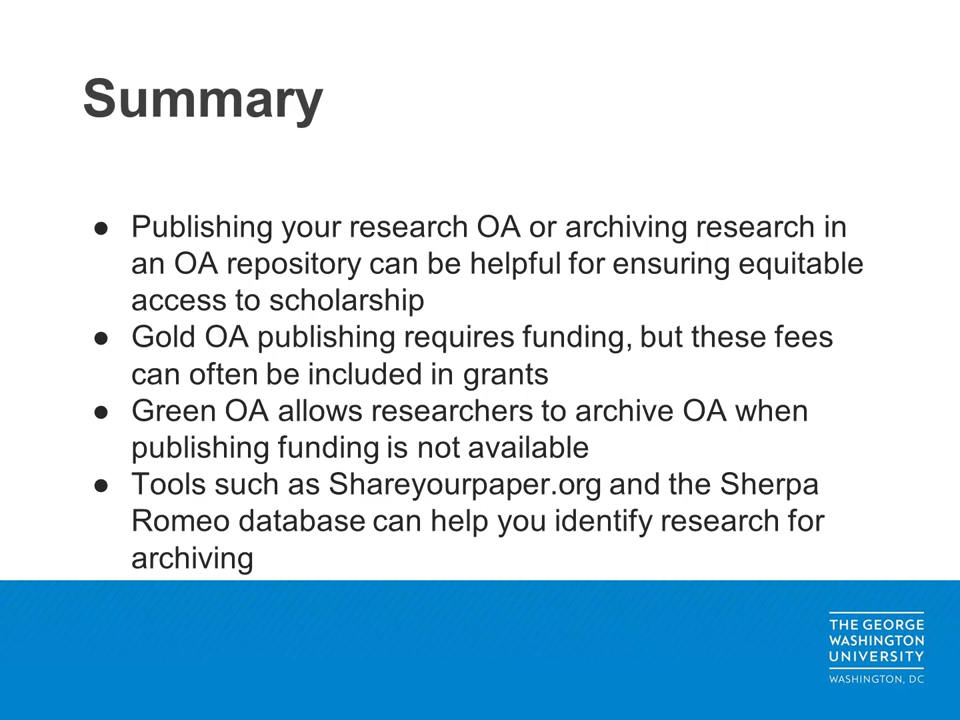 Summary
● Publishing your research OA or archiving research in
an OA repository can be helpful for ensuring equitable
access to scholarship
● Gold OA publishing requires funding, but these fees
can often be included in grants
● Green OA allows researchers to archive OA when
publishing funding is not available
● Tools such as Shareyourpaper.org and the Sherpa
Romeo database can help you identify research for
archiving
THE GEORGE
WASHINGTON
UNIVERSITY
WASHINGTON, DC